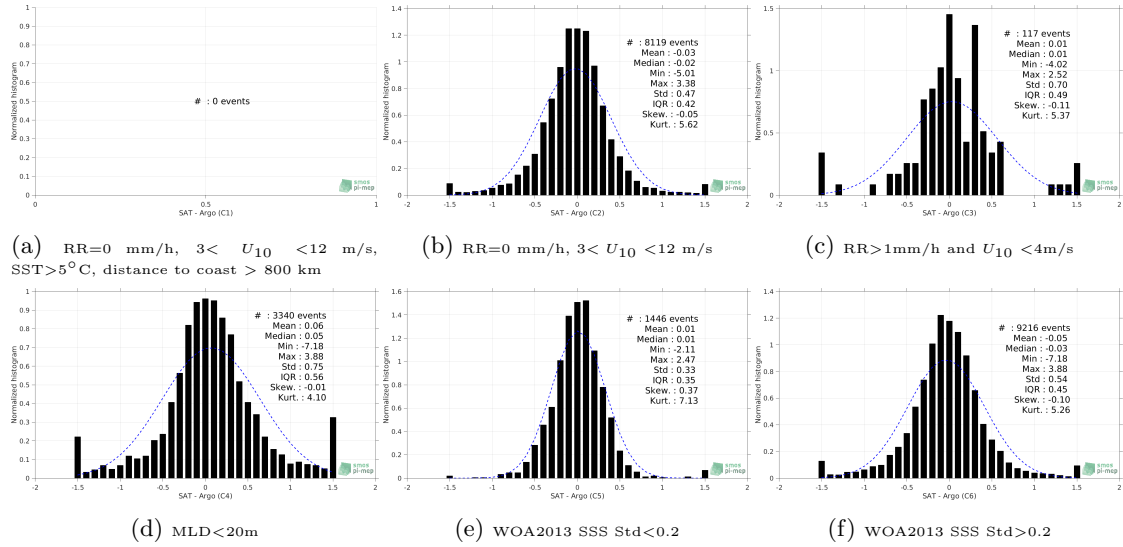 1
0.9
0.8
0.7
0.6
0.5
0.4
0.3
0.2
0.1
0
Normalized histogram
# : 0 events
0 0.5 1
SAT - Argo (C1)
smos
pi-mep
(a) RR=0 mm/h, 3< U10 <12 m/s,
SST>5°C, distance to coast > 800 km
1.4
1.2
1
0.8
0.6
0.4
0.2
0
Normalized histogram
# : 8119 events
Mean : -0.03
Median : -0.02
Min : -5.01
Max : 3.38
Std : 0.47
IQR : 0.42
Skew. : -0.05
Kurt. : 5.62
-2 -1.5 -1 -0.5 0 0.5 1 1.5 2
SAT - Argo (C2)
smos
pi-mep
(b) RR=0 mm/h, 3< U10 <12 m/s
1.5
1
0.5
0
Normalized histogram
# : 117 events
Mean : 0.01
Median : 0.01
Min : -4.02
Max : 2.52
Std : 0.70
IQR : 0.49
Skew. : -0.11
Kurt. : 5.37
-2 -1.5 -1 -0.5 0 0.5 1 1.5 2
SAT - Argo (C3)
smos
pi-mep
(c) RR>1mm/h and U10 <4m/s
1
0.9
0.8
0.7
0.6
0.5
0.4
0.3
0.2
0.1
0
Normalized histogram
# : 3340 events
Mean : 0.06
Median : 0.05
Min : -7.18
Max : 3.88
Std : 0.75
IQR : 0.56
Skew. : -0.01
Kurt. : 4.10
-2 -1.5 -1 -0.5 0 0.5 1 1.5 2
SAT - Argo (C4)
smos
pi-mep
(d) MLD<20m
1.6
1.4
1.2
1
0.8
0.6
0.4
0.2
0
Normalized histogram
# : 1446 events
Mean : 0.01
Median : 0.01
Min : -2.11
Max : 2.47
Std : 0.33
IQR : 0.35
Skew. : 0.37
Kurt. : 7.13
-2 -1.5 -1 -0.5 0 0.5 1 1.5 2
SAT - Argo (C5)
smos
pi-mep
(e) WOA2013 SSS Std<0.2
1.4
1.2
1
0.8
0.6
0.4
0.2
0
Normalized histogram
# : 9216 events
Mean : -0.05
Median : -0.03
Min : -7.18
Max : 3.88
Std : 0.54
IQR : 0.45
Skew. : -0.10
Kurt. : 5.26
-2 -1.5 -1 -0.5 0 0.5 1 1.5 2
SAT - Argo (C6)
smos
pi-mep
(f) WOA2013 SSS Std>0.2